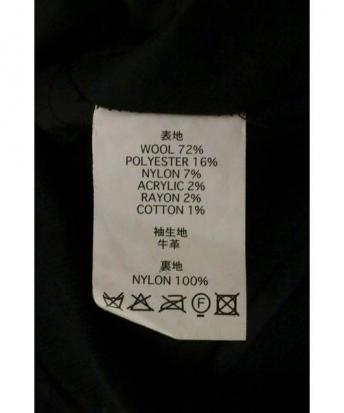 表地
WOOL 72%
POLYESTER 16%
NYLON 7%
ACRYLIC 2%
RAYON 2%
COTTON 1%
袖生地
牛革
裏地
NYLON 100%
F